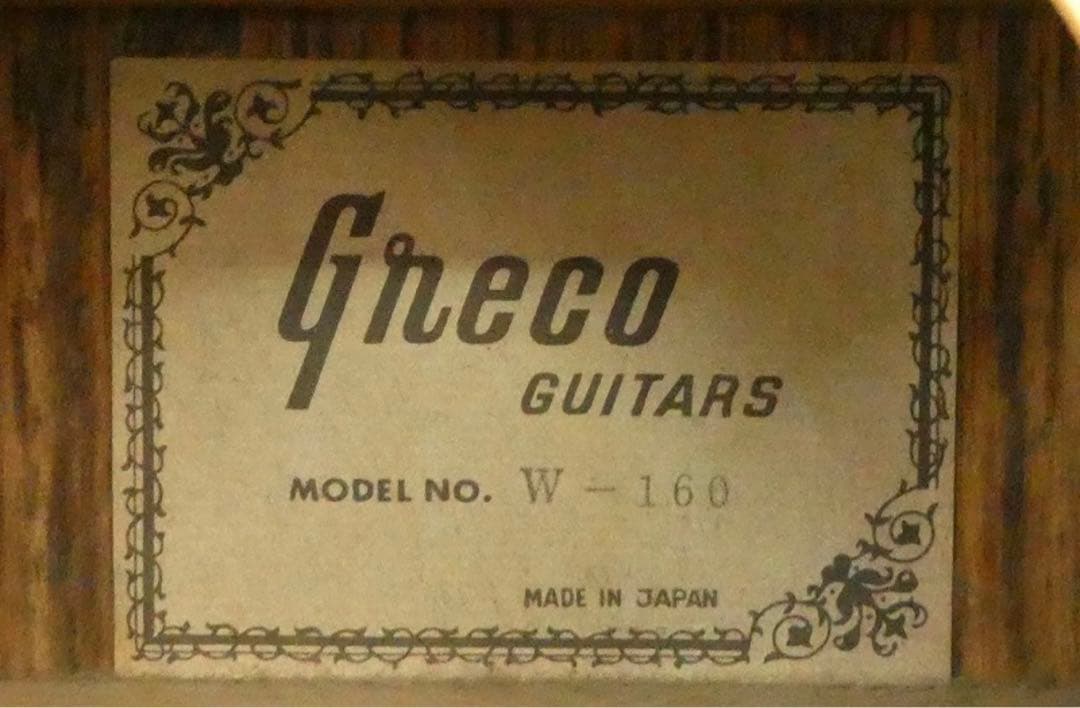 Greco
GUITARS
MODEL NO. W-160
MADE IN JAPAN